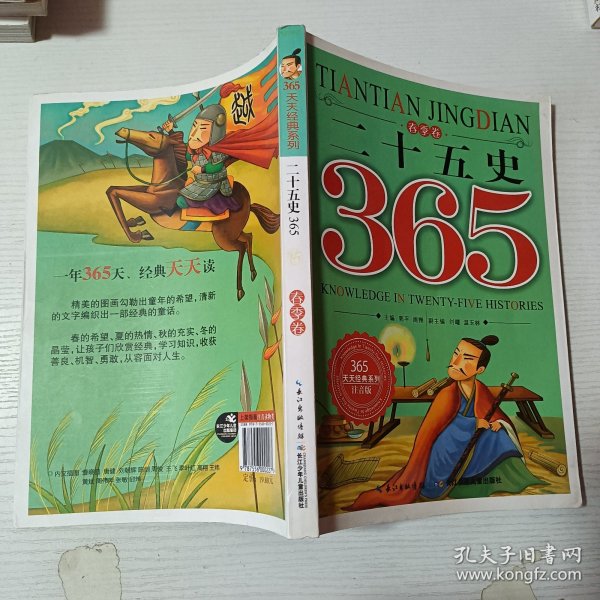 越
一年365天、经典天天读
精美的图画勾勒出童年的希望,清新
的文字编织出一部经典的童话。
春的希望、夏的热情、秋的充实、冬的
晶莹,让孩子们欣赏经典,学习知识,收获
善良、机智、勇敢,从容面对人生。
365
天天经典系列
二十五史
365
春季卷
长江少年儿童出版社
TIANTIAN JINGDIAN
春季卷
二十五史
365
KNOWLEDGE IN TWENTY-FIVE HISTORIES
365
天天经典系列
注音版
孔夫子旧书网
www.kongfz.com